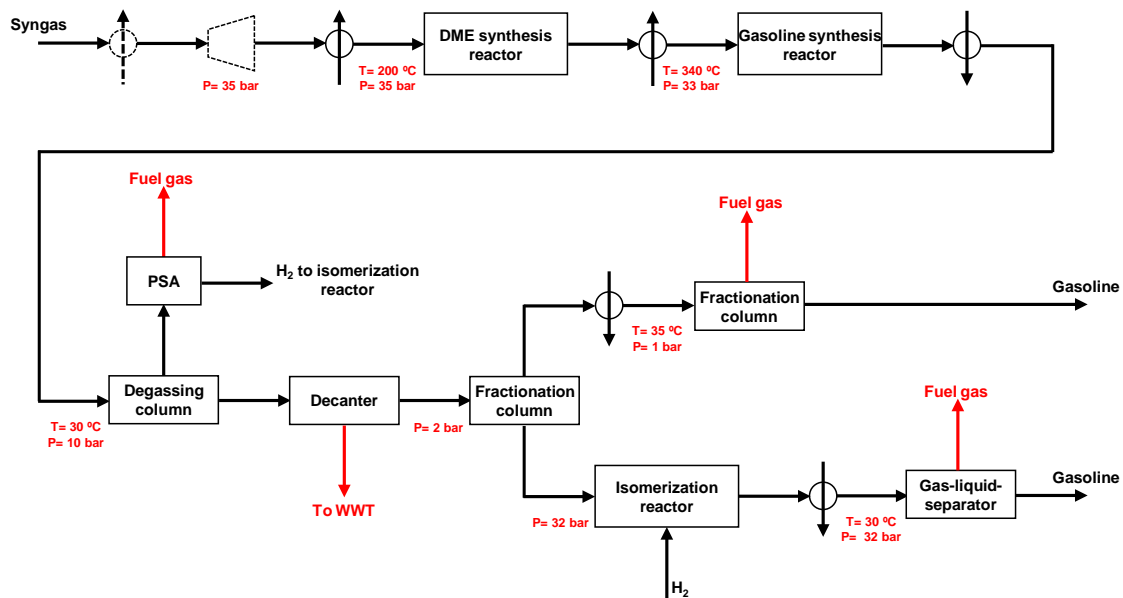 Syngas
P= 35 bar
T= 200 ºC
P= 35 bar
DME synthesis
reactor
T= 340 ºC
P= 33 bar
Gasoline synthesis
reactor
Fuel gas
PSA
H2 to isomerization
reactor
Fuel gas
Fractionation
column
Gasoline
T= 35 ºC
P= 1 bar
T= 30 ºC
P= 10 bar
Degassing
column
Decanter
To WWT
P= 2 bar
Fractionation
column
Fuel gas
P= 32 bar
Isomerization
reactor
H2
T= 30 ºC
P= 32 bar
Gas-liquid-
separator
Gasoline